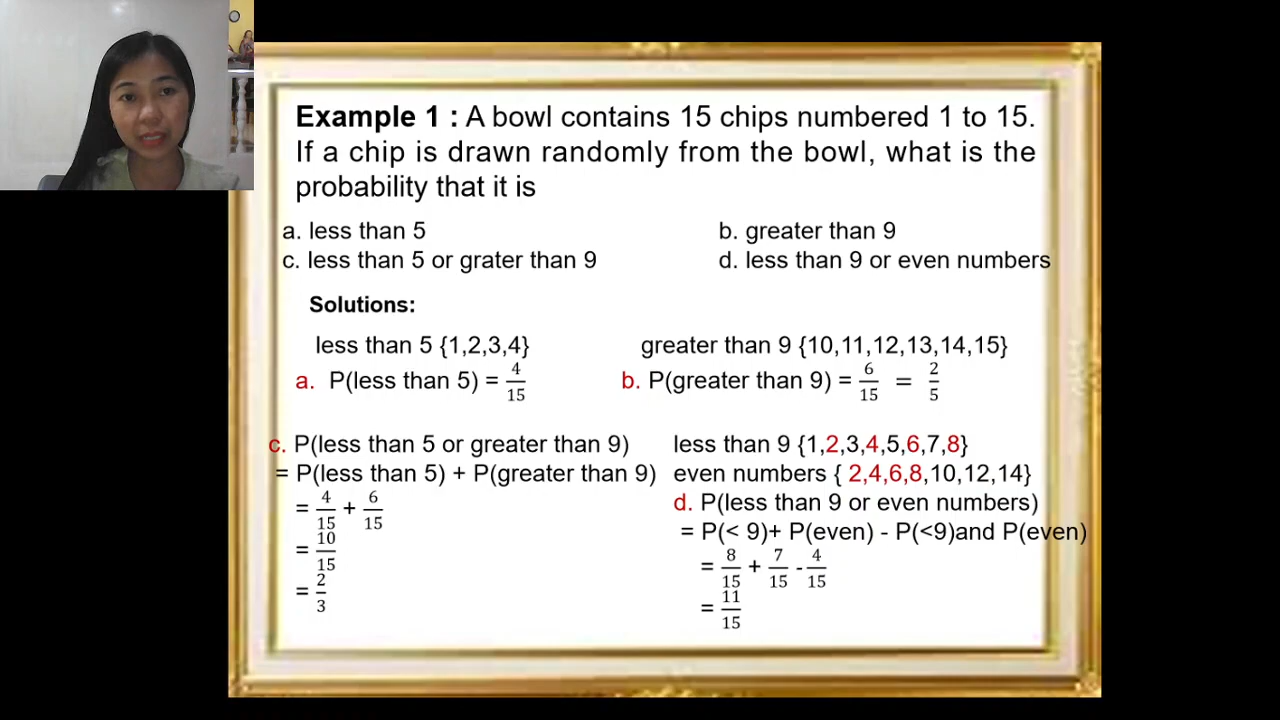 Example 1 : A bowl contains 15 chips numbered 1 to 15.
If a chip is drawn randomly from the bowl, what is the
probability that it is
a. less than 5
b. greater than 9
c. less than 5 or grater than 9
d. less than 9 or even numbers
Solutions:
less than 5 {1,2,3,4}
a. P(less than 5) = 4/15
greater than 9 {10,11,12,13,14,15}
b. P(greater than 9) = 6/15 = 2/5
c. P(less than 5 or greater than 9)
= P(less than 5) + P(greater than 9)
= 4/15 + 6/15
= 10/15
= 2/3
less than 9 {1,2,3,4,5,6,7,8}
even numbers { 2,4,6,8,10,12,14}
d. P(less than 9 or even numbers)
= P(< 9)+ P(even) - P(<9)and P(even)
= 8/15 + 7/15 - 4/15
= 11/15